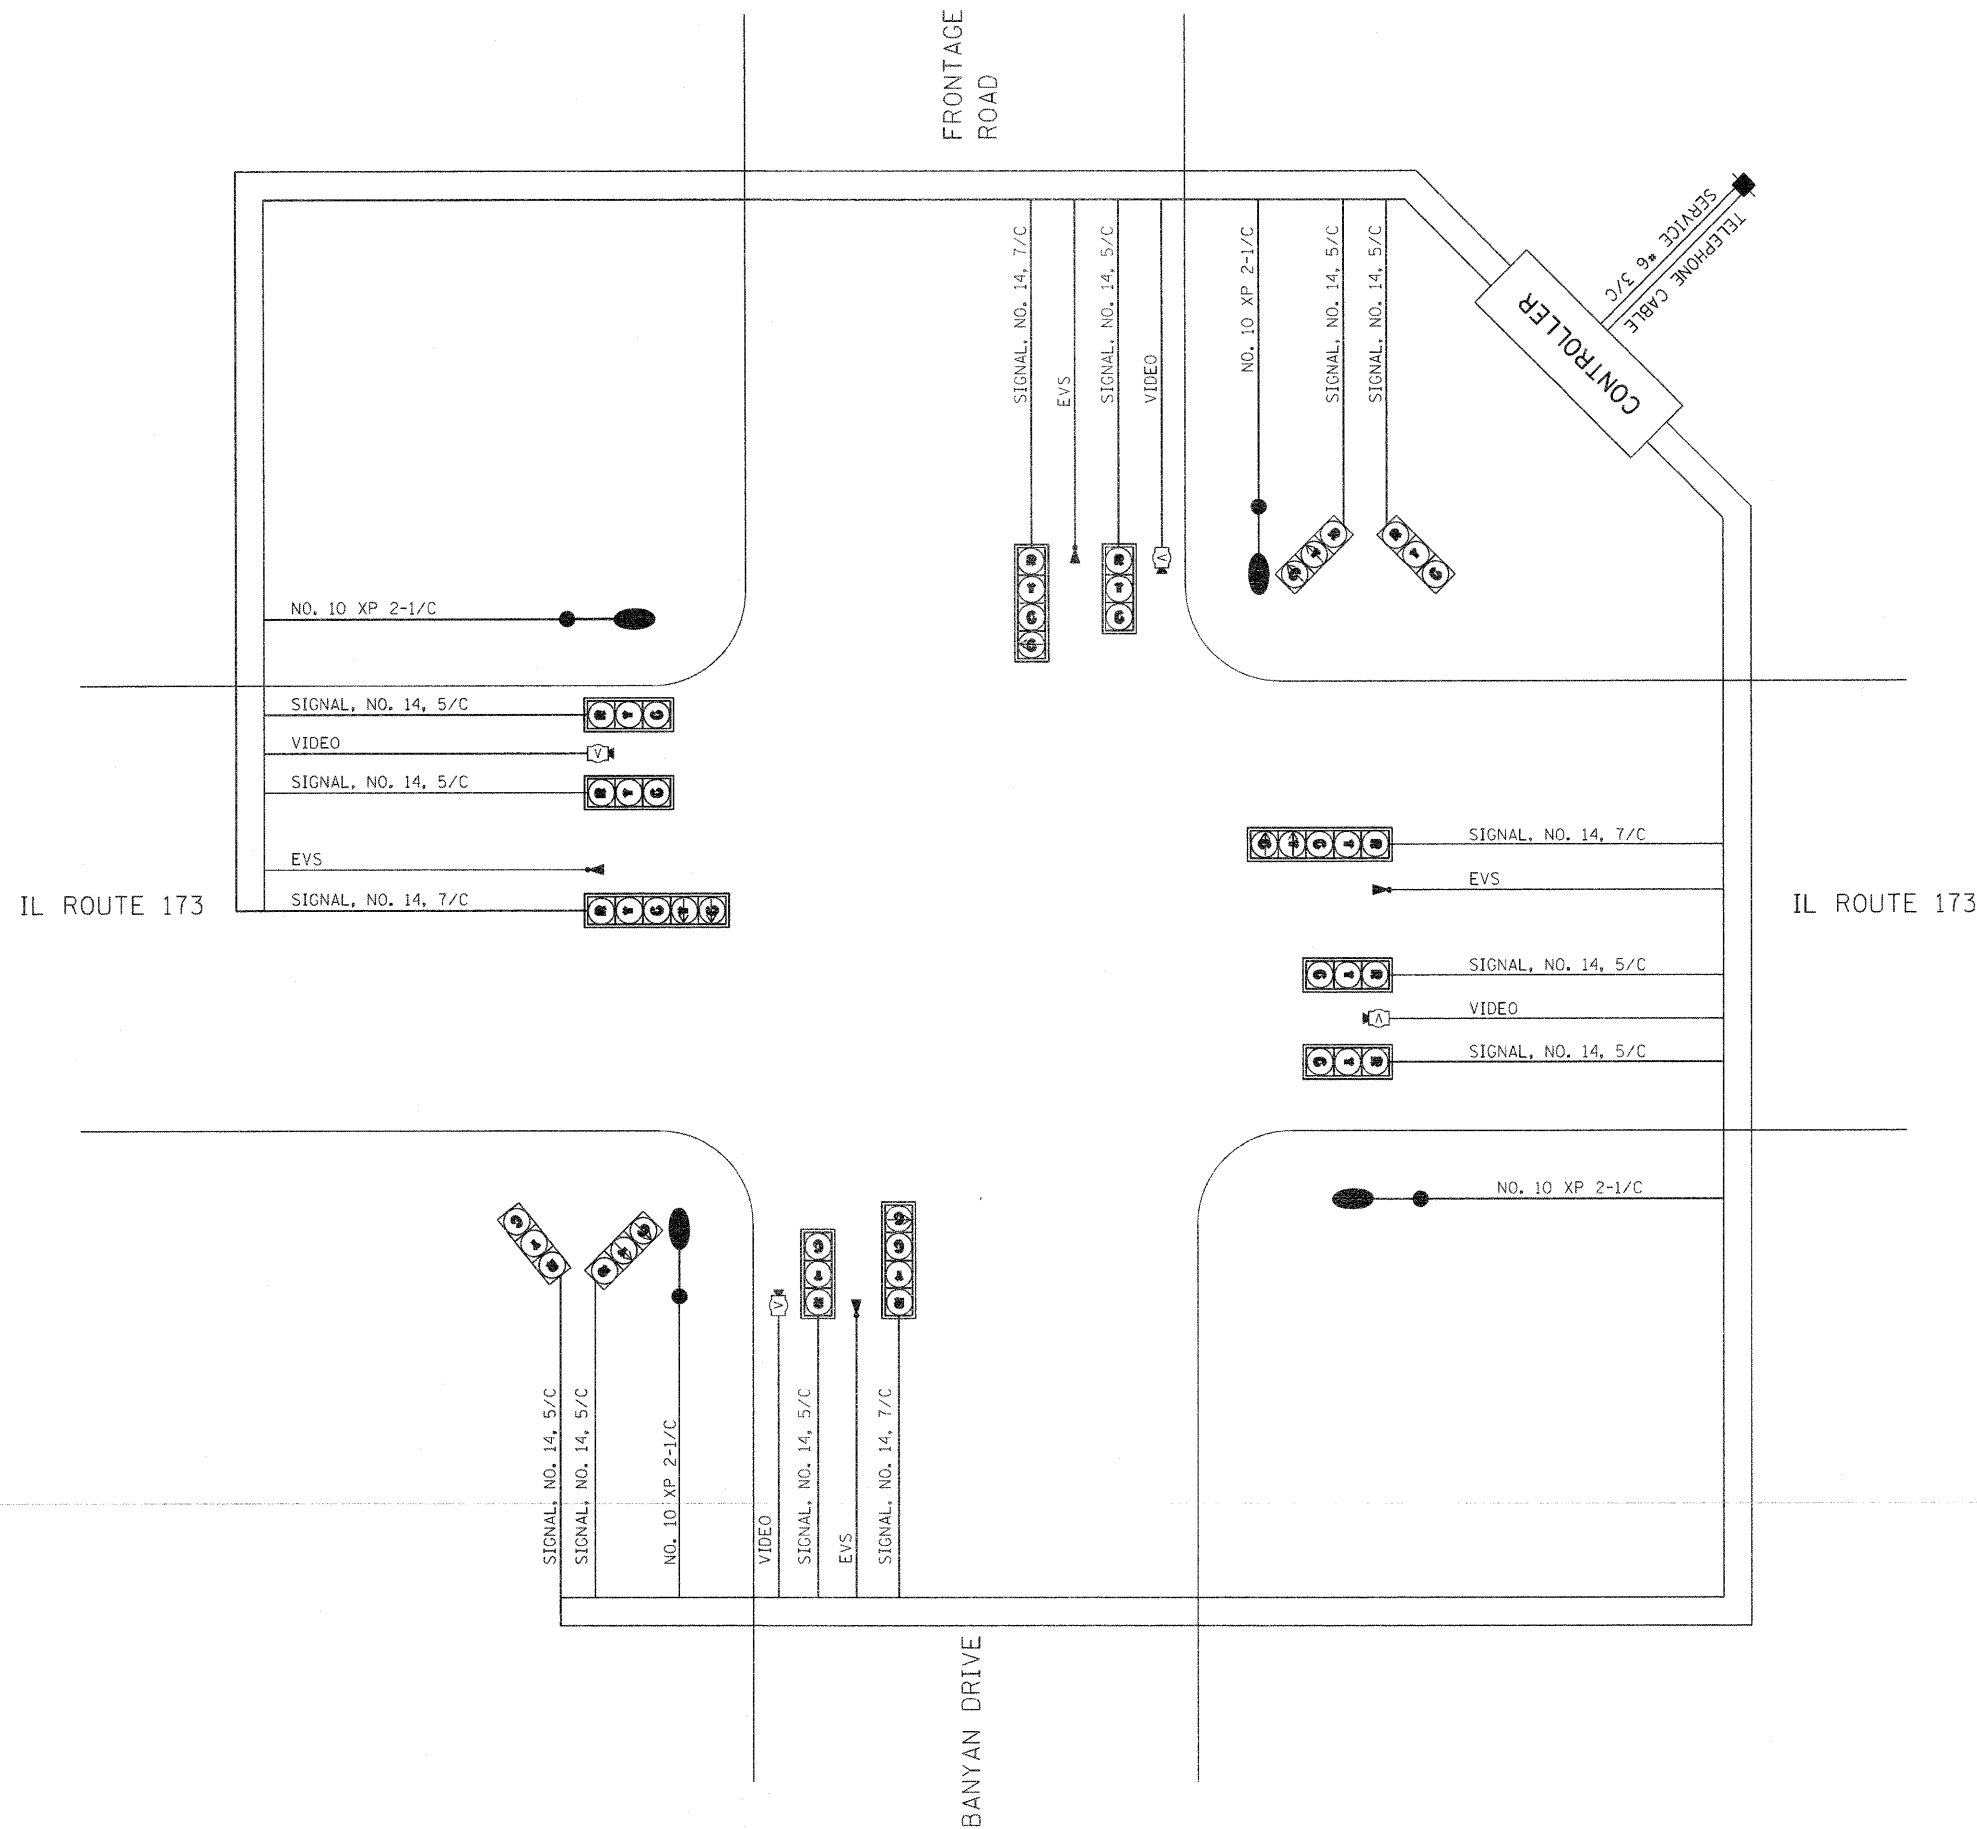 FRONTAGE
ROAD
SIGNAL, NO. 14, 7/C
EVS
SIGNAL, NO. 14, 5/C
VIDEO
NO. 10 XP 2-1/C
SIGNAL, NO. 14, 5/C
SIGNAL, NO. 14, 5/C
SERVICE #6 3/C
TELEPHONE CABLE
CONTROLLER
NO. 10 XP 2-1/C
SIGNAL, NO. 14, 5/C
VIDEO
SIGNAL, NO. 14, 5/C
EVS
SIGNAL, NO. 14, 7/C
IL ROUTE 173
SIGNAL, NO. 14, 7/C
EVS
SIGNAL, NO. 14, 5/C
VIDEO
SIGNAL, NO. 14, 5/C
IL ROUTE 173
NO. 10 XP 2-1/C
SIGNAL, NO. 14, 5/C
SIGNAL, NO. 14, 5/C
NO. 10 XP 2-1/C
VIDEO
SIGNAL, NO. 14, 5/C
EVS
SIGNAL, NO. 14, 7/C
BANYAN DRIVE